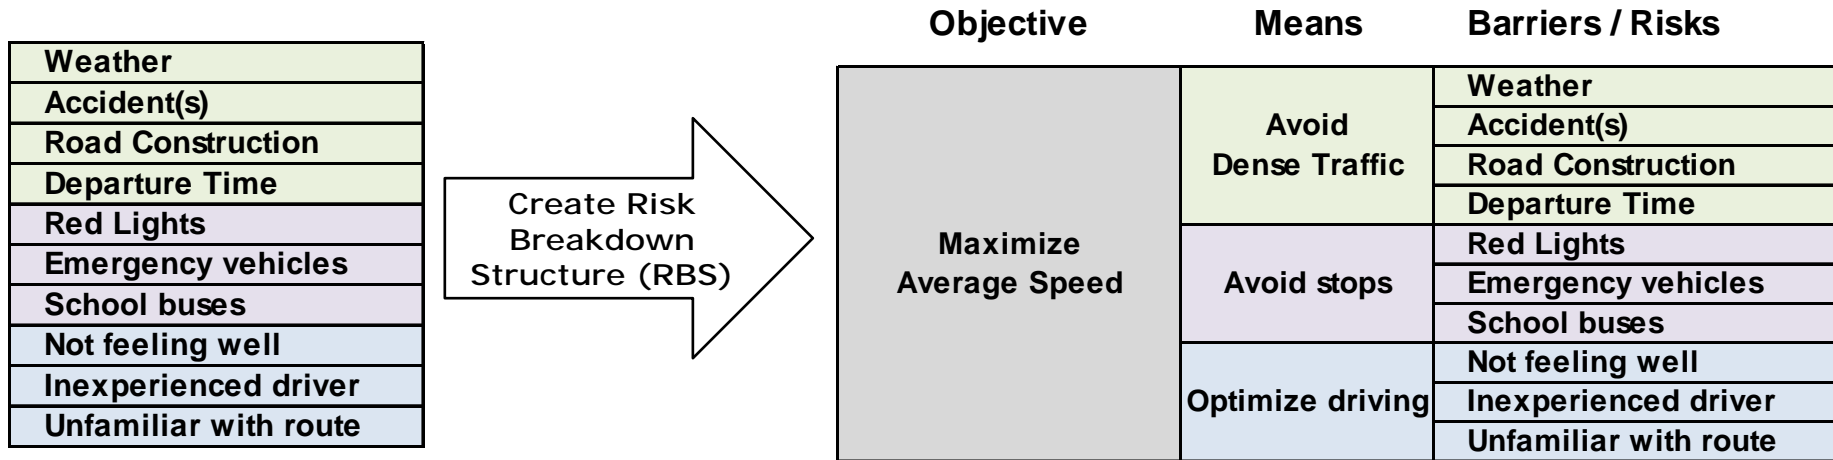 Weather
Accident(s)
Road Construction
Departure Time
Red Lights
Emergency vehicles
School buses
Not feeling well
Inexperienced driver
Unfamiliar with route
Create Risk
Breakdown
Structure (RBS)
Objective
Means
Barriers / Risks
Maximize
Average Speed
Avoid
Dense Traffic
Weather
Accident(s)
Road Construction
Departure Time
Avoid stops
Red Lights
Emergency vehicles
School buses
Optimize driving
Not feeling well
Inexperienced driver
Unfamiliar with route